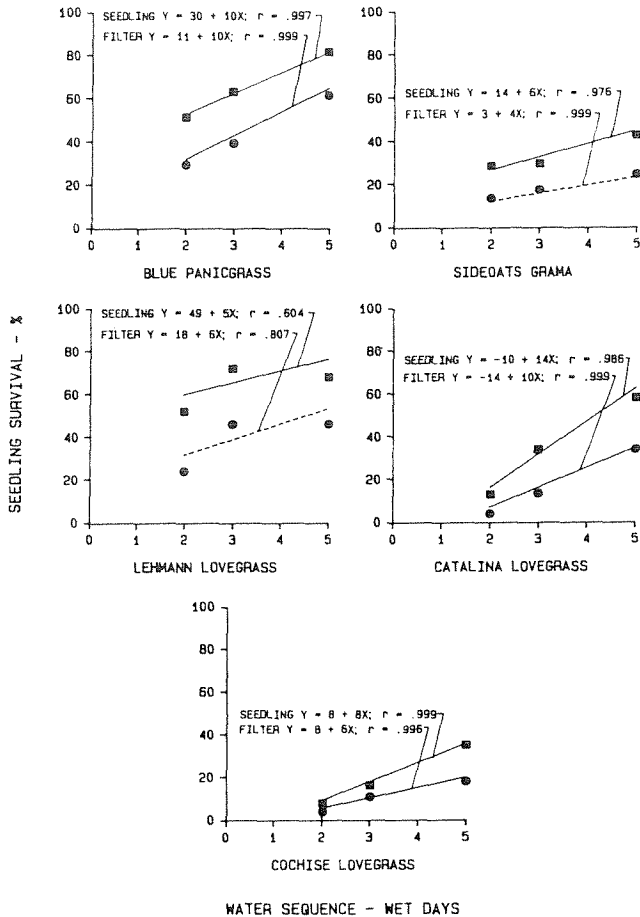 SEEDLING Y = 30 + 10X; r = .997
FILTER Y = 11 + 10X; r = .999
100
80
60
40
20
0
0 1 2 3 4 5
BLUE PANICGRASS
SEEDLING Y = 14 + 6X; r = .976
FILTER Y = 3 + 4X; r = .999
100
80
60
40
20
0
0 1 2 3 4 5
SIDEOATS GRAMA
SEEDLING SURVIVAL - %
SEEDLING Y = 49 + 5X; r = .604
FILTER Y = 18 + 6X; r = .807
100
80
60
40
20
0
0 1 2 3 4 5
LEHMANN LOVEGRASS
SEEDLING Y = -10 + 14X; r = .986
FILTER Y = -14 + 10X; r = .999
100
80
60
40
20
0
0 1 2 3 4 5
CATALINA LOVEGRASS
SEEDLING Y = 8 + 8X; r = .999
FILTER Y = 8 + 6X; r = .996
100
80
60
40
20
0
0 1 2 3 4 5
COCHISE LOVEGRASS
WATER SEQUENCE - WET DAYS